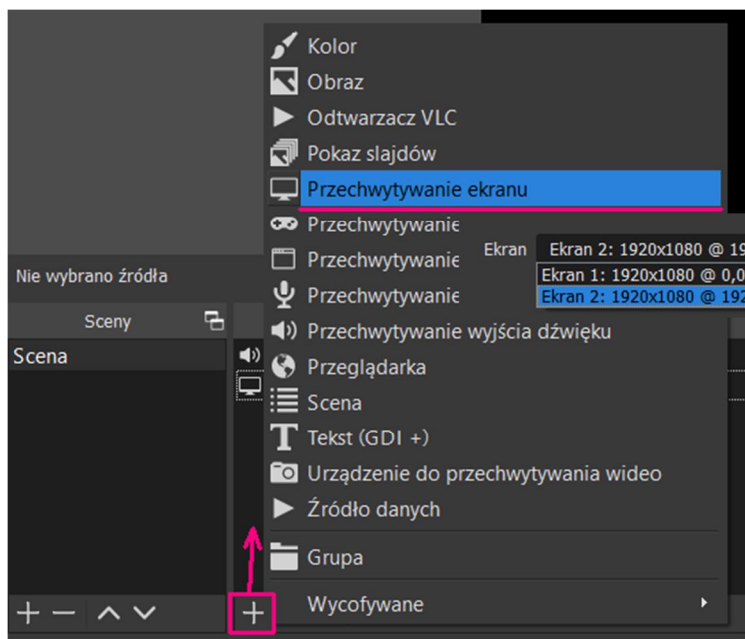 Kolor
Obraz
Odtwarzacz VLC
Pokaz slajdów
Przechwytywanie ekranu
Przechwytywanie
Przechwytywanie
Przechwytywanie
Ekran
Ekran 2: 1920x1080 @ 19
Ekran 1: 1920x1080 @ 0,0
Ekran 2: 1920x1080 @ 192
Przechwytywanie wyjścia dźwięku
Przeglądarka
Scena
Tekst (GDI +)
Urządzenie do przechwytywania wideo
Źródło danych
Grupa
Wycofywane
Nie wybrano źródła
Sceny
Scena